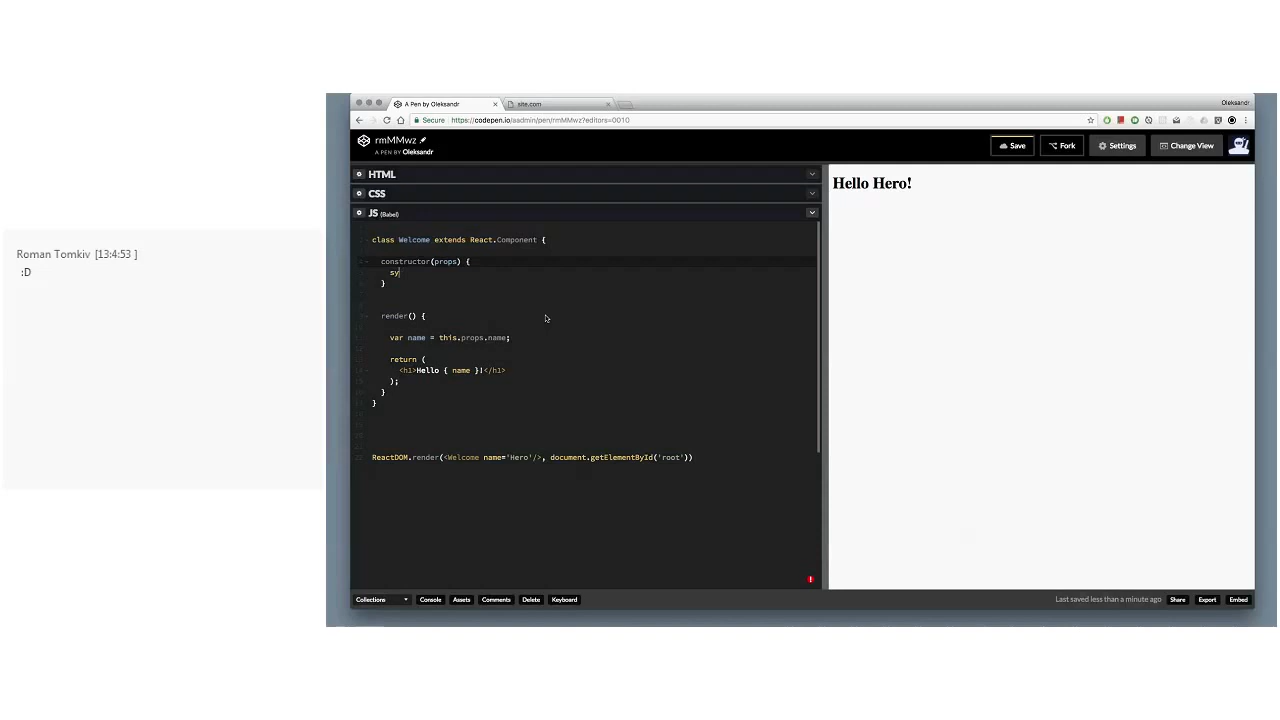 Roman Tomkiv [13:4:53 ]
:D
A Pen by Oleksandr
site.com
Oleksandr
Secure
https://codepen.io/aadmin/pen/rmMMwz?editors=0010
rmMMwz
A PEN BY Oleksandr
Save
Fork
Settings
Change View
HTML
CSS
JS (Babel)
class Welcome extends React.Component {
constructor(props) {
sy
}
render() {
var name = this.props.name;
return (
<h1>Hello { name }!</h1>
);
}
}
ReactDOM.render(<Welcome name='Hero'/>, document.getElementById('root'))
Hello Hero!
Collections
Console
Assets
Comments
Delete
Keyboard
Last saved less than a minute ago
Share
Export
Embed